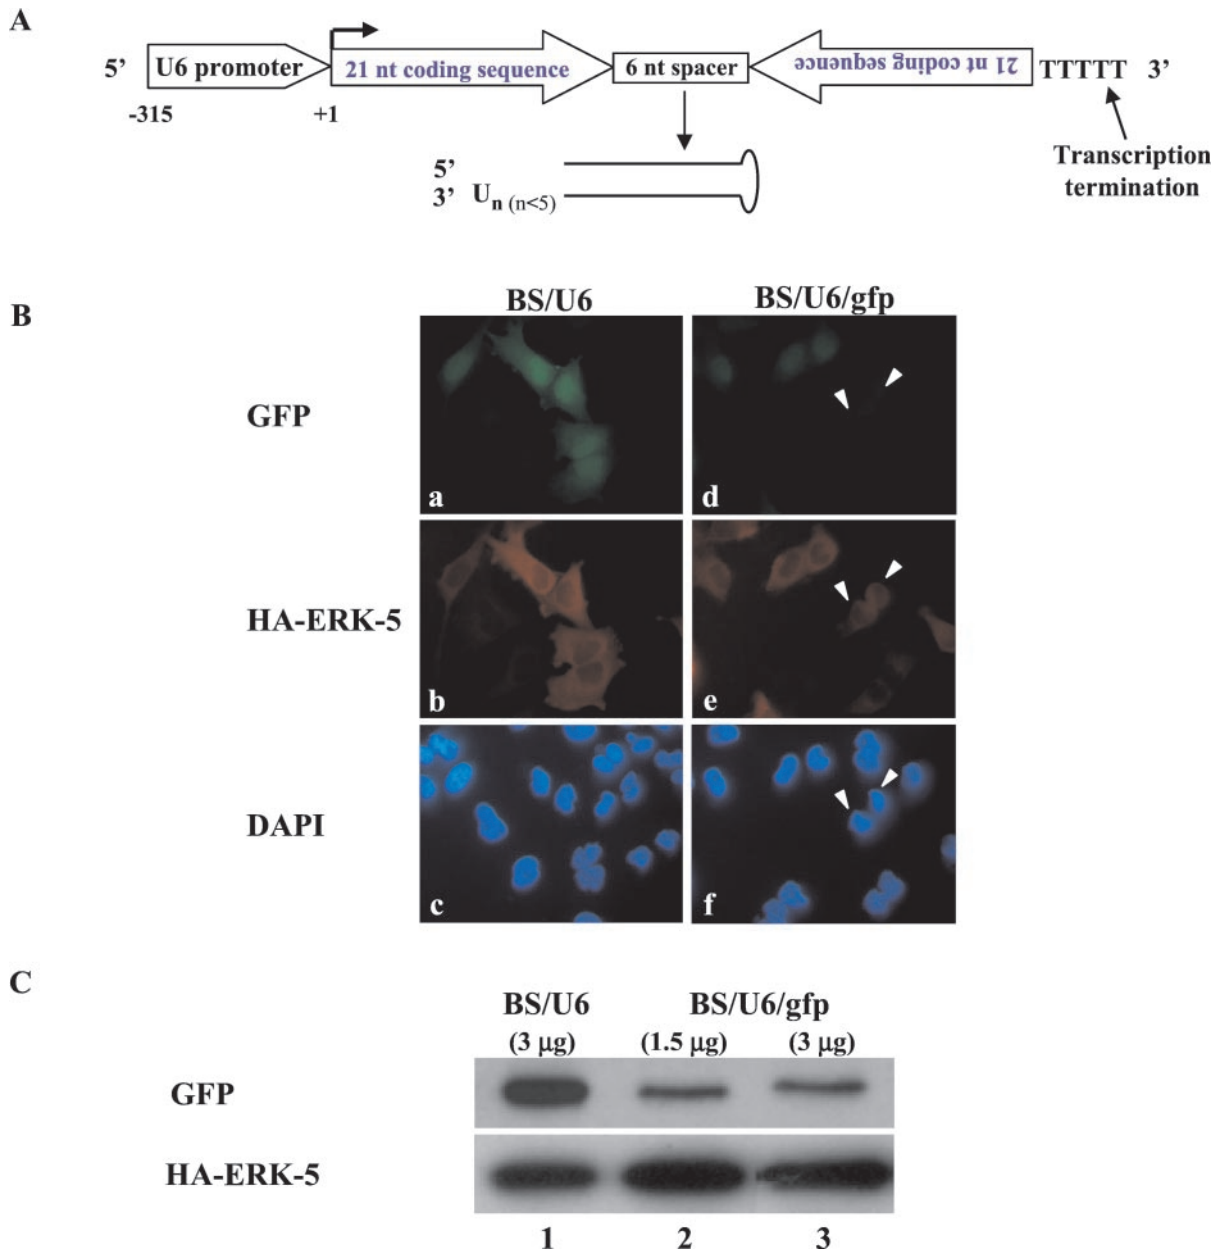 A
5’ U6 promoter 21 nt coding sequence 6 nt spacer 21 nt coding sequence TTTTT 3’
-315 +1
5’
3’ Un (n<5)
Transcription
termination
B
BS/U6 BS/U6/gfp
GFP
a d
HA-ERK-5
b e
DAPI
c f
C
BS/U6 BS/U6/gfp
(3 µg) (1.5 µg) (3 µg)
GFP
HA-ERK-5
1 2 3